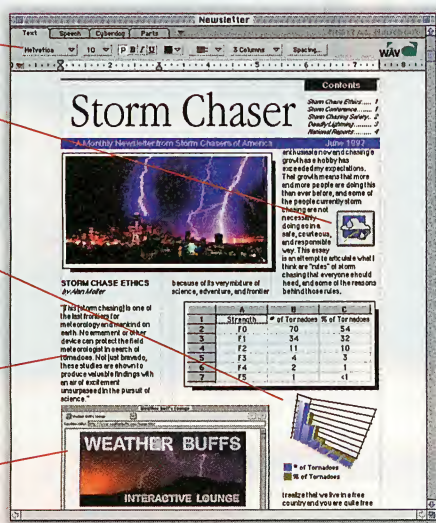 Newsletter
Text Speech Cyberdog Parts
Helvetica 10 P B I U 3 Columns Spacing...
WAV
Contents
Storm Chase Ethics..... 1
Storm Conference... 1
Storm Chasing Safety.. 2
Deadly Lightning........ 3
National Reports....... 4
Storm Chaser
A Monthly Newsletter from Storm Chasers of America June 1997
enthusiasts now and chasing's
growth as a hobby has
exceeded my expectations.
That growth means that more
and more people are doing this
than ever before, and some of
the people currently storm
chasing are not
necessarily
doing so in a
safe, courteous,
and responsible
way. This essay
is an attempt to articulate what I
think are "rules" of storm
chasing that everyone should
heed, and some of the reasons
behind those rules.
STORM CHASE ETHICS
by Alan Moller
"This [storm chasing] is one of
the last frontiers for
meteorology and mankind on
earth. No armament or other
device can protect the field
meteorologist in search of
tornadoes. Not just bravado,
these studies are shown to
produce valuable findings with
an air of excitement
unsurpassed in the pursuit of
science."
because of its very mixture of
science, adventure, and frontier
A B C
1 Strength # of Tornadoes % of Tornadoes
2 F0 70 54
3 F1 34 32
4 F2 11 10
5 F3 4 3
6 F4 2 1
7 F5 1 <1
Weather Buff's Lounge
WEATHER BUFFS
INTERACTIVE LOUNGE
# of Tornadoes
% of Tornadoes
I realize that we live in a free
country and you are quite free